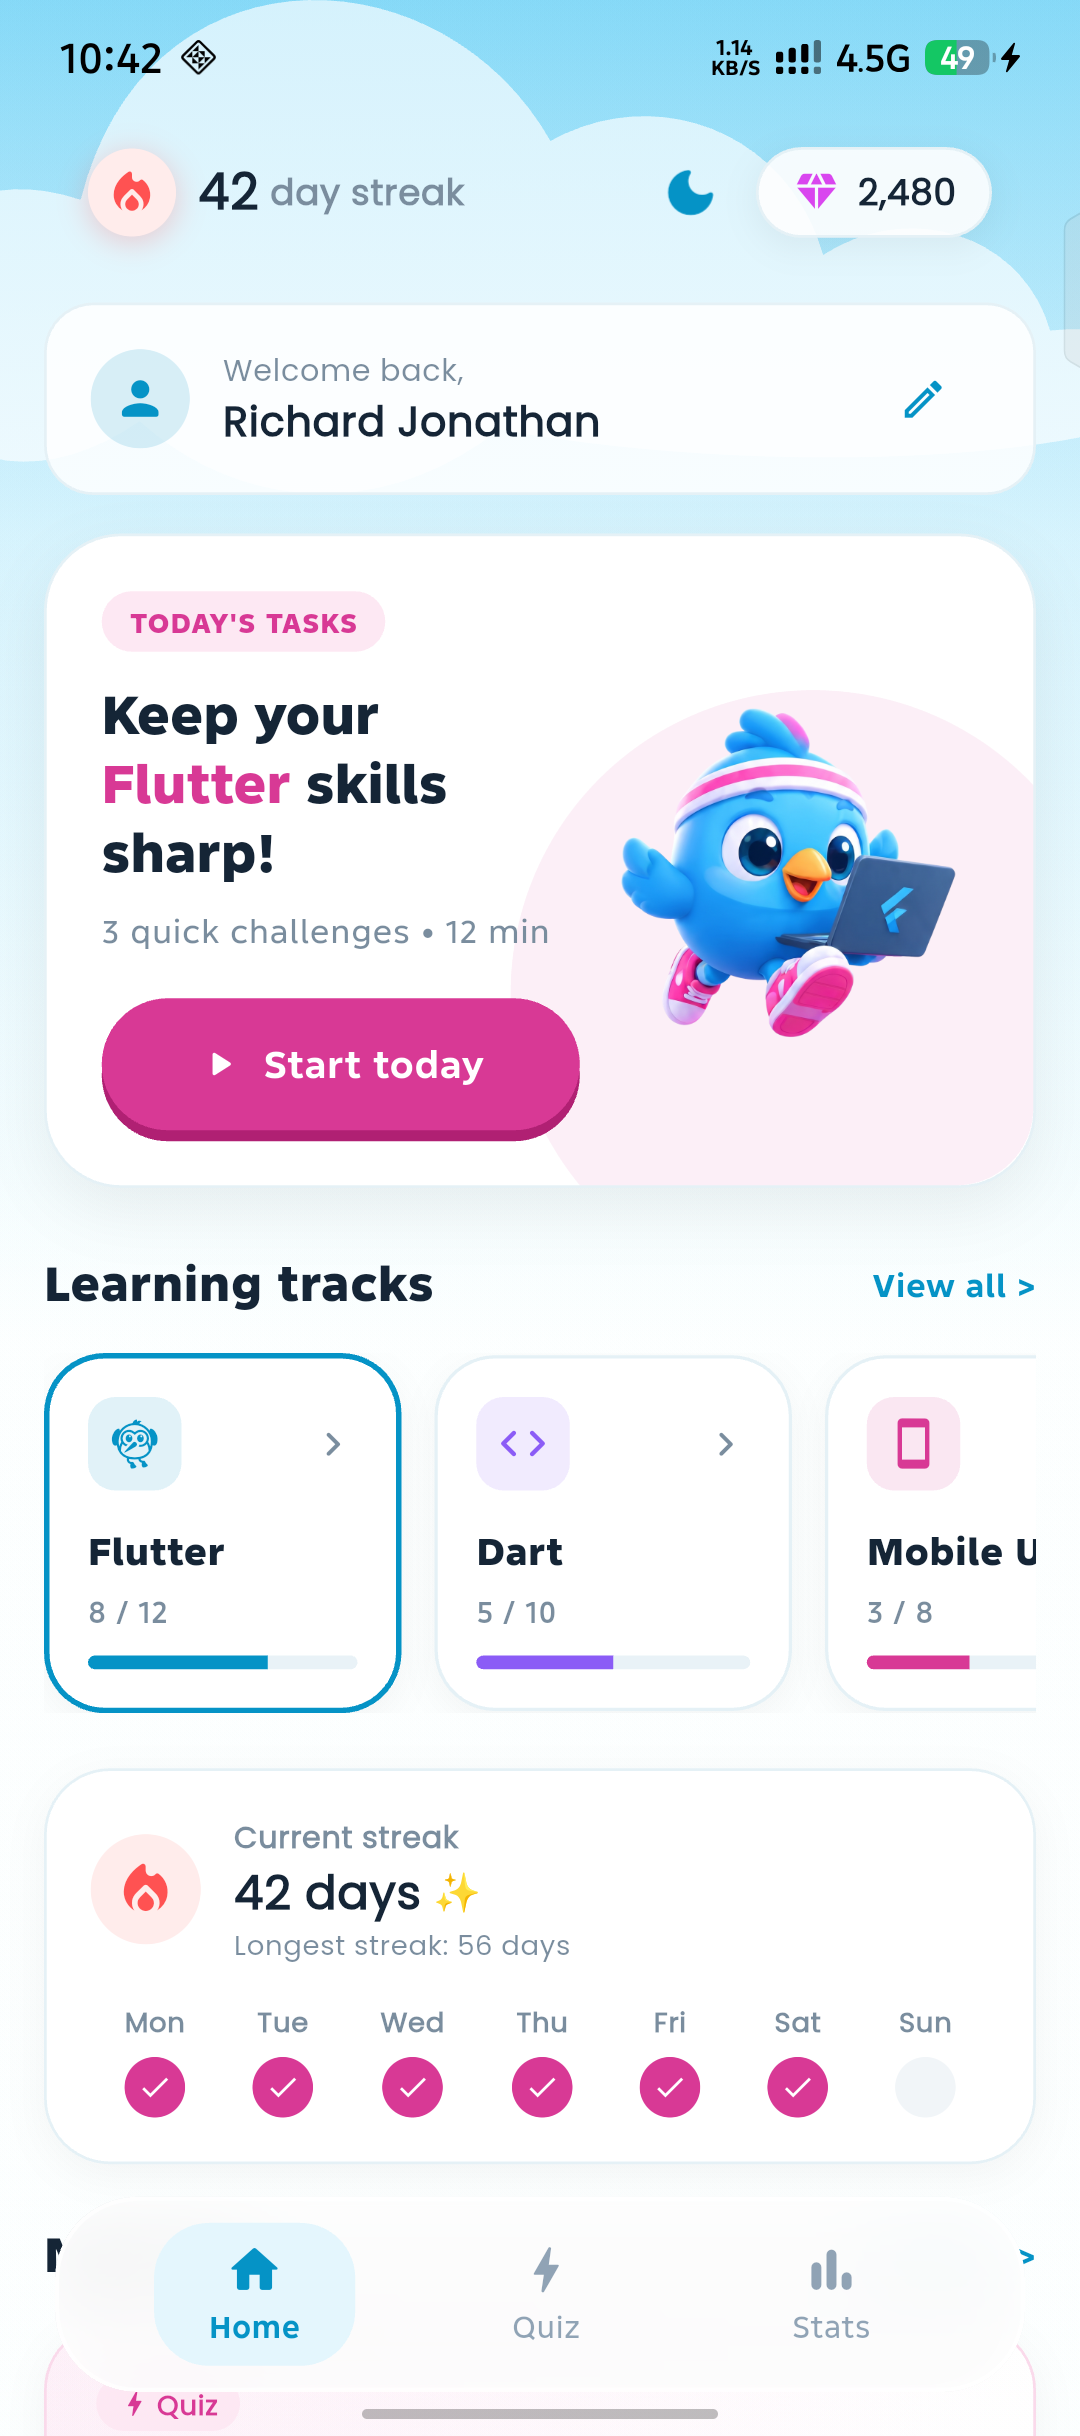 10:42
1.14
KB/S
4.5G
49
42 day streak
2,480
Welcome back,
Richard Jonathan
TODAY'S TASKS
Keep your
Flutter skills
sharp!
3 quick challenges • 12 min
Start today
Learning tracks
View all >
Flutter
8 / 12
Dart
5 / 10
Mobile U
3 / 8
Current streak
42 days ✨
Longest streak: 56 days
Mon Tue Wed Thu Fri Sat Sun
>
Home
Quiz
Stats
Quiz